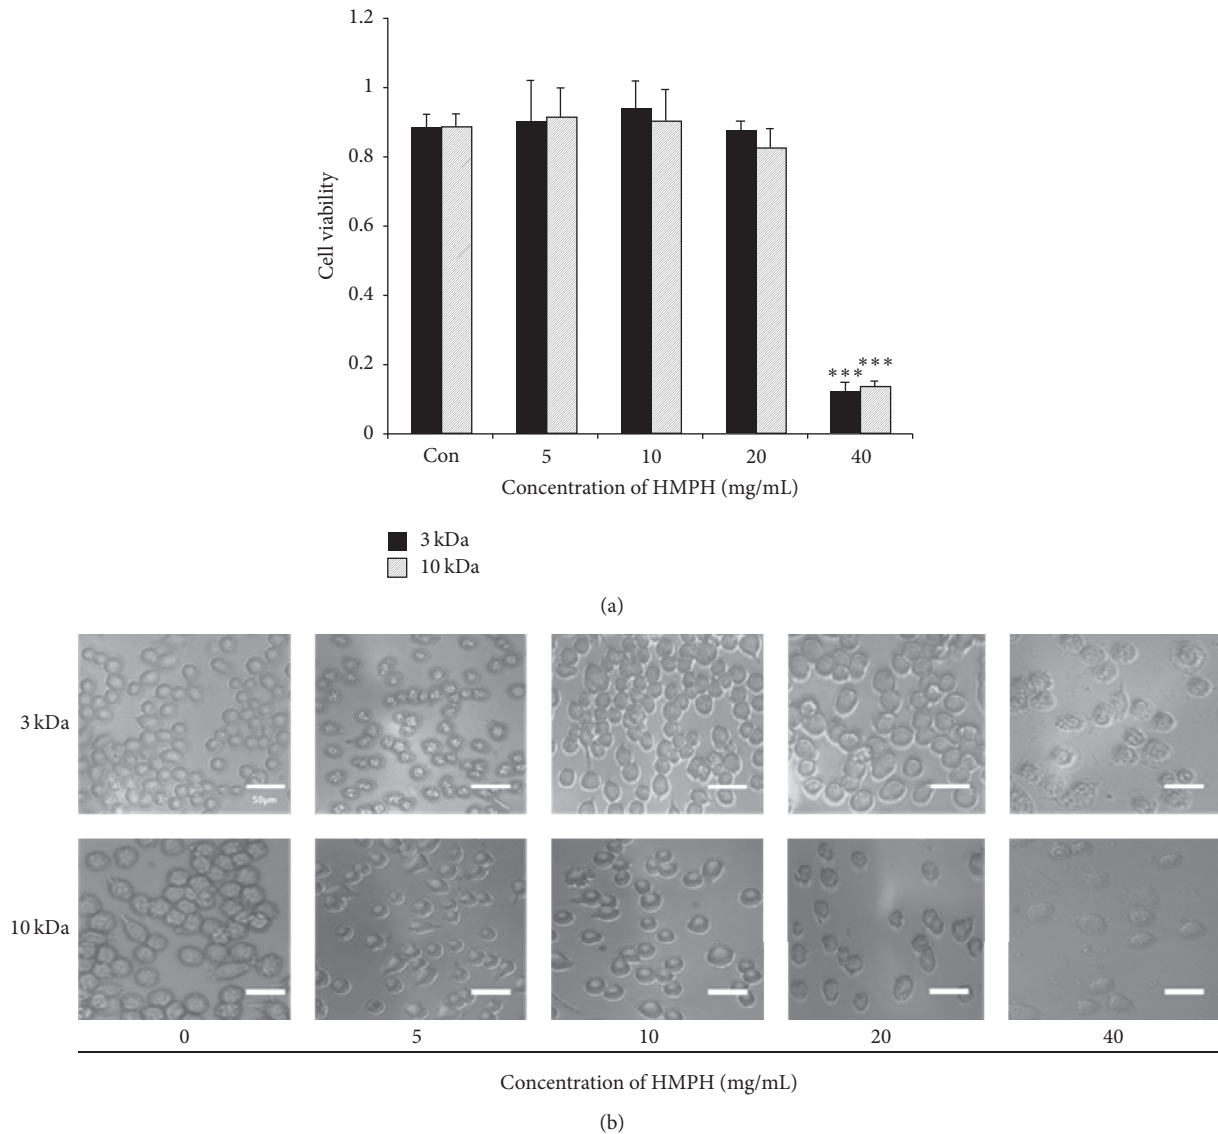 1.2
1
0.8
0.6
0.4
0.2
0
Cell viability
***
***
Con 5 10 20 40
Concentration of HMPH (mg/mL)
3 kDa
10 kDa
(a)
3 kDa
50μm
10 kDa
0 5 10 20 40
Concentration of HMPH (mg/mL)
(b)